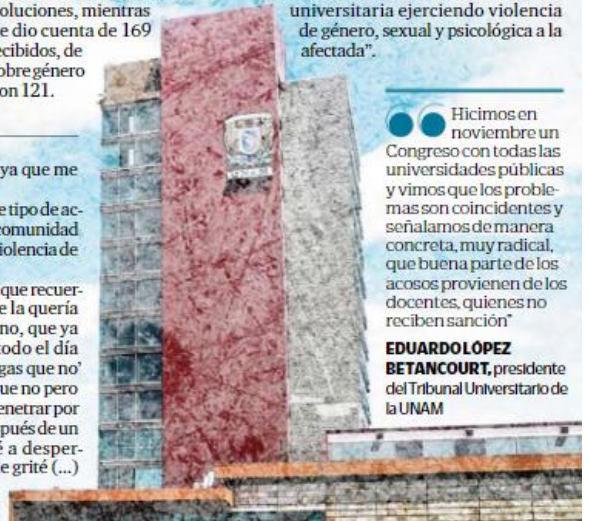 oluciones, mientras
e dio cuenta de 169
ecibidos, de
obre género
on 121.
ya que me
e tipo de ac-
comunidad
iolencia de
que recuer-
e la quería
no, que ya
todo el día
gas que no'
ue no pero
enetrar por
spués de un
é a desper-
e grité (...)
universitaria ejerciendo violencia
de género, sexual y psicológica a la
afectada".
Hicimos en
noviembre un
Congreso con todas las
universidades públicas
y vimos que los proble-
mas son coincidentes y
señalamos de manera
concreta, muy radical,
que buena parte de los
acosos provienen de los
docentes, quienes no
reciben sanción"
EDUARDO LÓPEZ
BETANCOURT, presidente
del Tribunal Universitario de
la UNAM